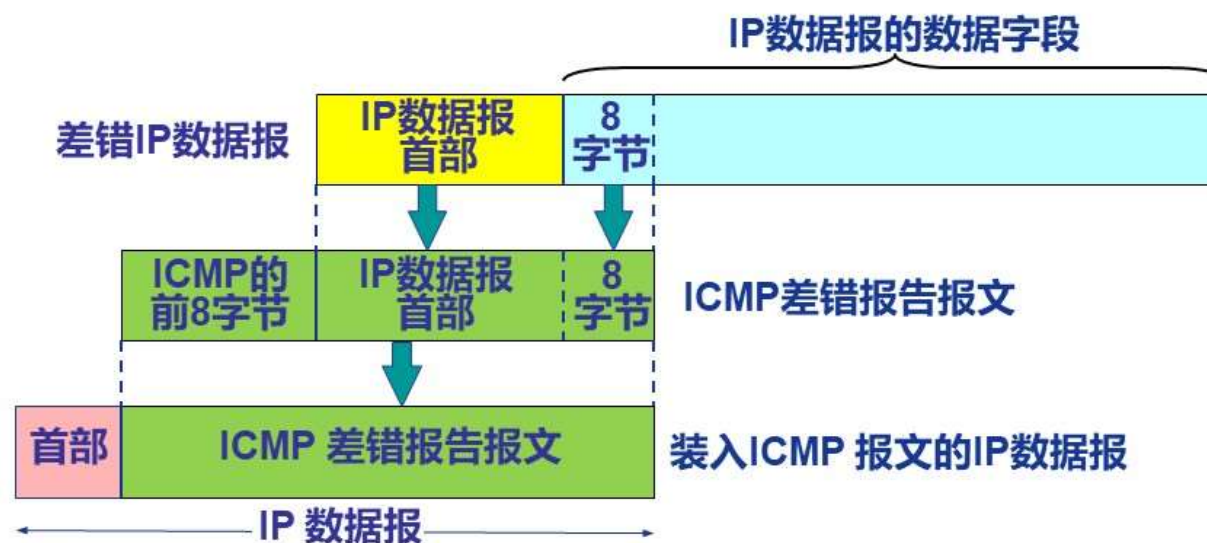 IP数据报的数据字段
差错IP数据报
IP数据报
首部
8
字节
ICMP的
前8字节
IP数据报
首部
8
字节
ICMP差错报告报文
首部
ICMP 差错报告报文
装入ICMP 报文的IP数据报
IP 数据报